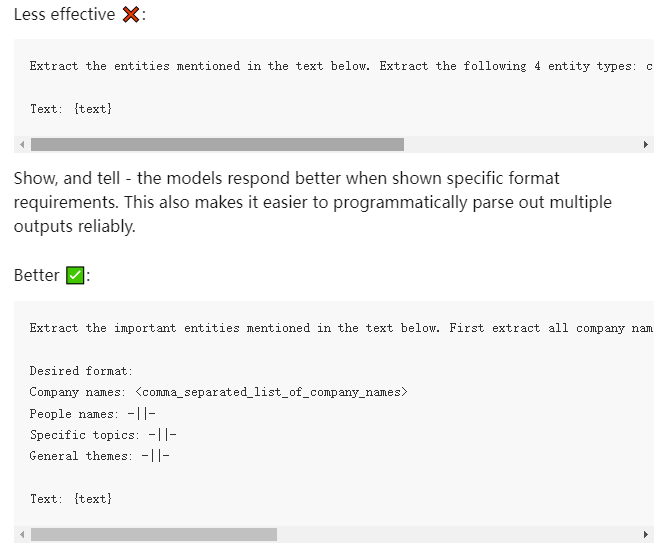 Less effective ❌:
Extract the entities mentioned in the text below. Extract the following 4 entity types: c
Text: {text}
Show, and tell - the models respond better when shown specific format
requirements. This also makes it easier to programmatically parse out multiple
outputs reliably.
Better ✅:
Extract the important entities mentioned in the text below. First extract all company nam
Desired format:
Company names: <comma_separated_list_of_company_names>
People names: -||-
Specific topics: -||-
General themes: -||-
Text: {text}